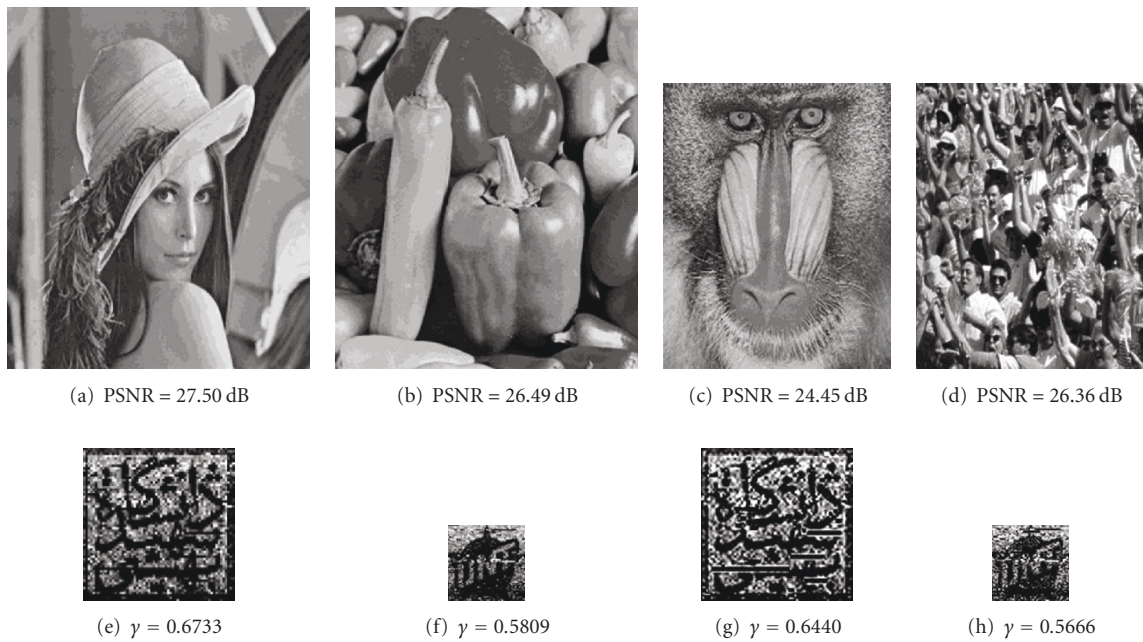 (a) PSNR = 27.50 dB
(b) PSNR = 26.49 dB
(c) PSNR = 24.45 dB
(d) PSNR = 26.36 dB
(e) γ = 0.6733
(f) γ = 0.5809
(g) γ = 0.6440
(h) γ = 0.5666